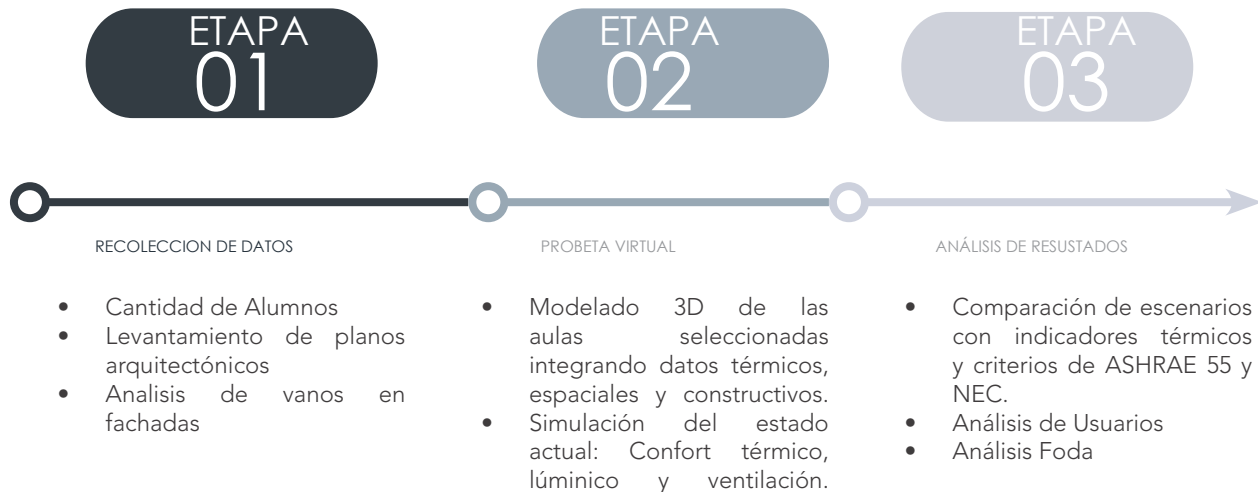 ETAPA
01
ETAPA
02
ETAPA
03
RECOLECCION DE DATOS
• Cantidad de Alumnos
• Levantamiento de planos
arquitectónicos
• Analisis de vanos en
fachadas
PROBETA VIRTUAL
• Modelado 3D de las
aulas seleccionadas
integrando datos térmicos,
espaciales y constructivos.
• Simulación del estado
actual: Confort térmico,
lúminico y ventilación.
ANÁLISIS DE RESUSTADOS
• Comparación de escenarios
con indicadores térmicos
y criterios de ASHRAE 55 y
NEC.
• Análisis de Usuarios
• Análisis Foda